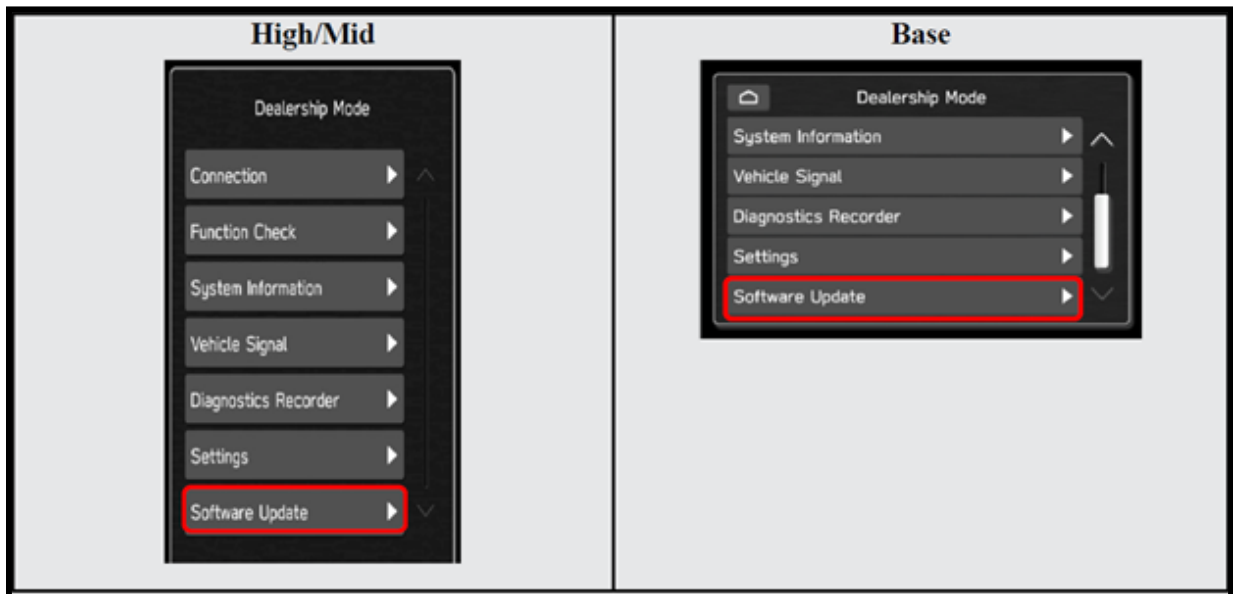 High/Mid
Dealership Mode
Connection
Function Check
System Information
Vehicle Signal
Diagnostics Recorder
Settings
Software Update
Base
Dealership Mode
System Information
Vehicle Signal
Diagnostics Recorder
Settings
Software Update